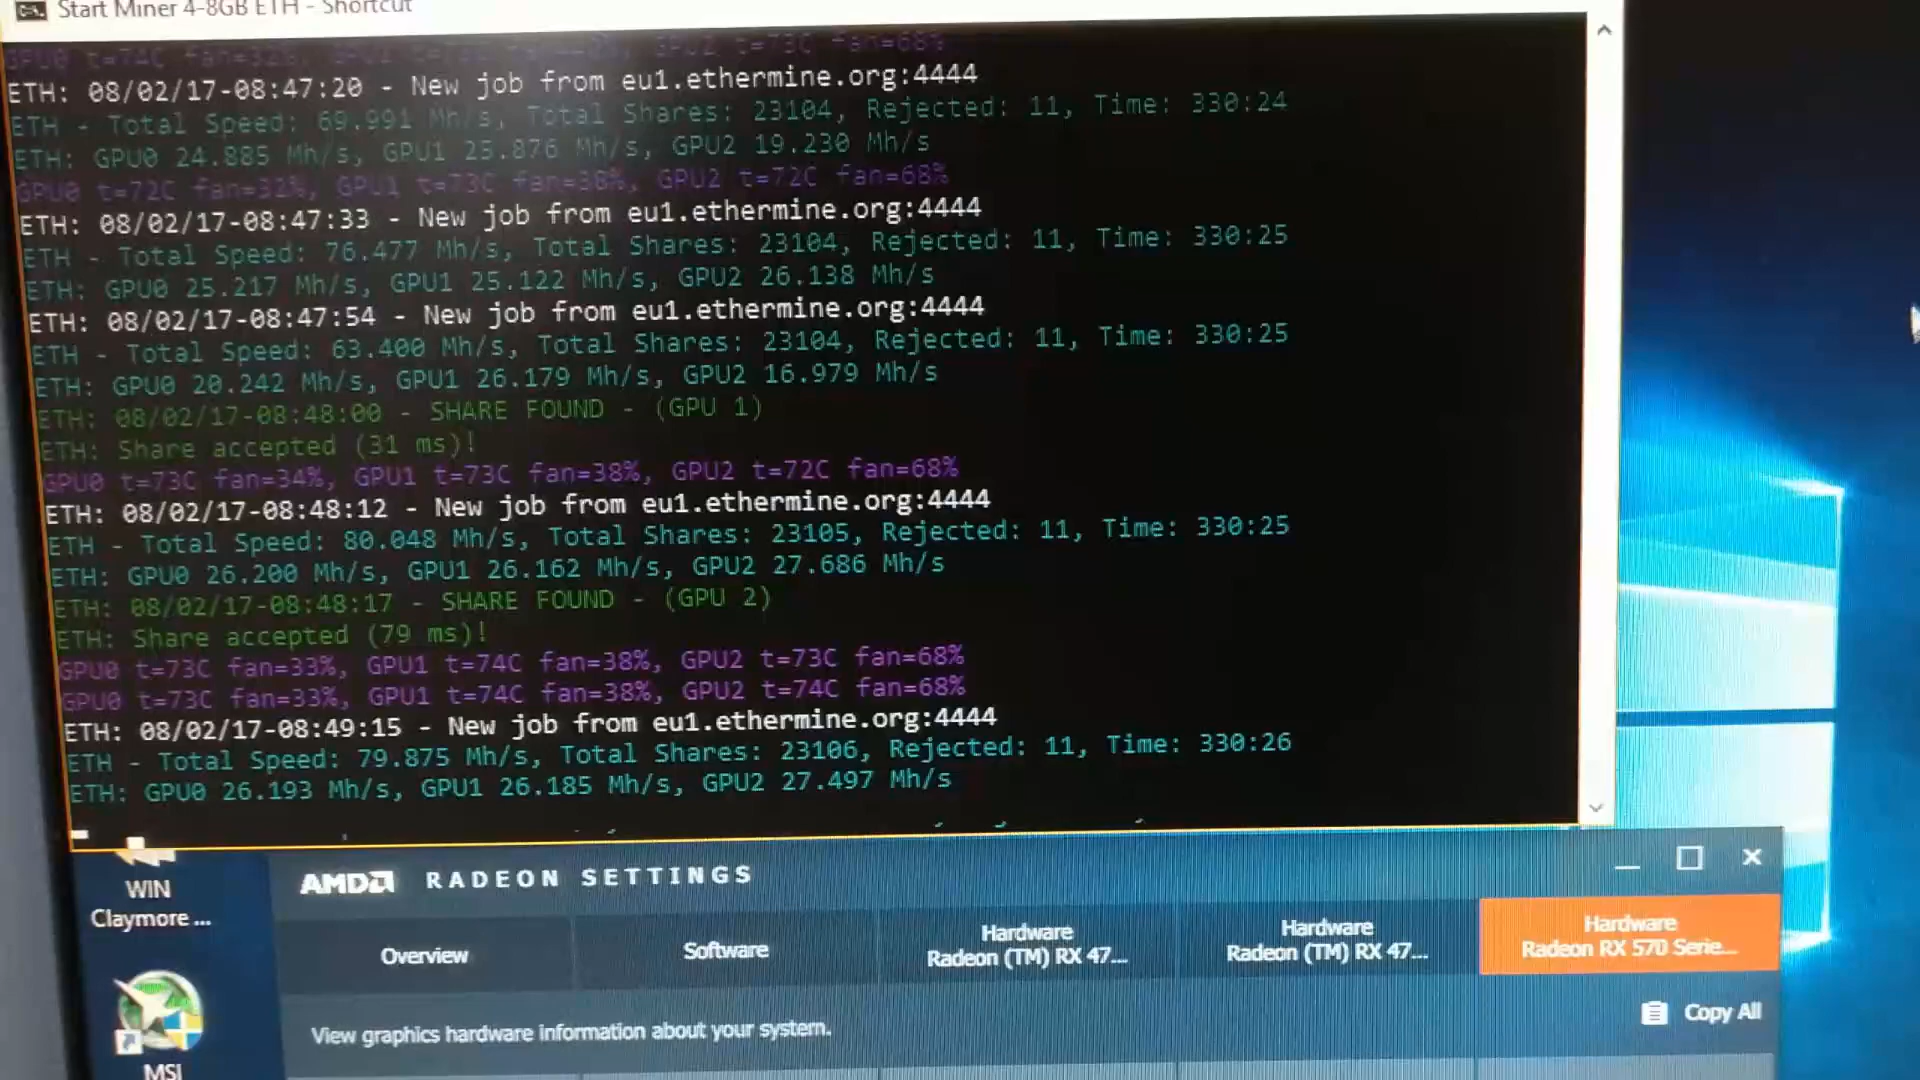 Start Miner 4-8GB ETH - Shortcut
GPU0 t=74C fan=32%, GPU2 t=73C fan=68%
ETH: 08/02/17-08:47:20 - New job from eu1.ethermine.org:4444
ETH - Total Speed: 69.991 Mh/s, Total Shares: 23104, Rejected: 11, Time: 330:24
ETH: GPU0 24.885 Mh/s, GPU1 25.876 Mh/s, GPU2 19.230 Mh/s
GPU0 t=72C fan=32%, GPU1 t=73C fan=38%, GPU2 t=72C fan=68%
ETH: 08/02/17-08:47:33 - New job from eu1.ethermine.org:4444
ETH - Total Speed: 76.477 Mh/s, Total Shares: 23104, Rejected: 11, Time: 330:25
ETH: GPU0 25.217 Mh/s, GPU1 25.122 Mh/s, GPU2 26.138 Mh/s
ETH: 08/02/17-08:47:54 - New job from eu1.ethermine.org:4444
ETH - Total Speed: 63.400 Mh/s, Total Shares: 23104, Rejected: 11, Time: 330:25
ETH: GPU0 20.242 Mh/s, GPU1 26.179 Mh/s, GPU2 16.979 Mh/s
ETH: 08/02/17-08:48:00 - SHARE FOUND - (GPU 1)
ETH: Share accepted (31 ms)!
GPU0 t=73C fan=34%, GPU1 t=73C fan=38%, GPU2 t=72C fan=68%
ETH: 08/02/17-08:48:12 - New job from eu1.ethermine.org:4444
ETH - Total Speed: 80.048 Mh/s, Total Shares: 23105, Rejected: 11, Time: 330:25
ETH: GPU0 26.200 Mh/s, GPU1 26.162 Mh/s, GPU2 27.686 Mh/s
ETH: 08/02/17-08:48:17 - SHARE FOUND - (GPU 2)
ETH: Share accepted (79 ms)!
GPU0 t=73C fan=33%, GPU1 t=74C fan=38%, GPU2 t=73C fan=68%
GPU0 t=73C fan=33%, GPU1 t=74C fan=38%, GPU2 t=74C fan=68%
ETH: 08/02/17-08:49:15 - New job from eu1.ethermine.org:4444
ETH - Total Speed: 79.875 Mh/s, Total Shares: 23106, Rejected: 11, Time: 330:26
ETH: GPU0 26.193 Mh/s, GPU1 26.185 Mh/s, GPU2 27.497 Mh/s
WIN
Claymore ...
MSI
AMD RADEON SETTINGS
Overview
Software
Hardware
Radeon (TM) RX 47...
Hardware
Radeon (TM) RX 47...
Hardware
Radeon RX 570 Serie...
Copy All
View graphics hardware information about your system.